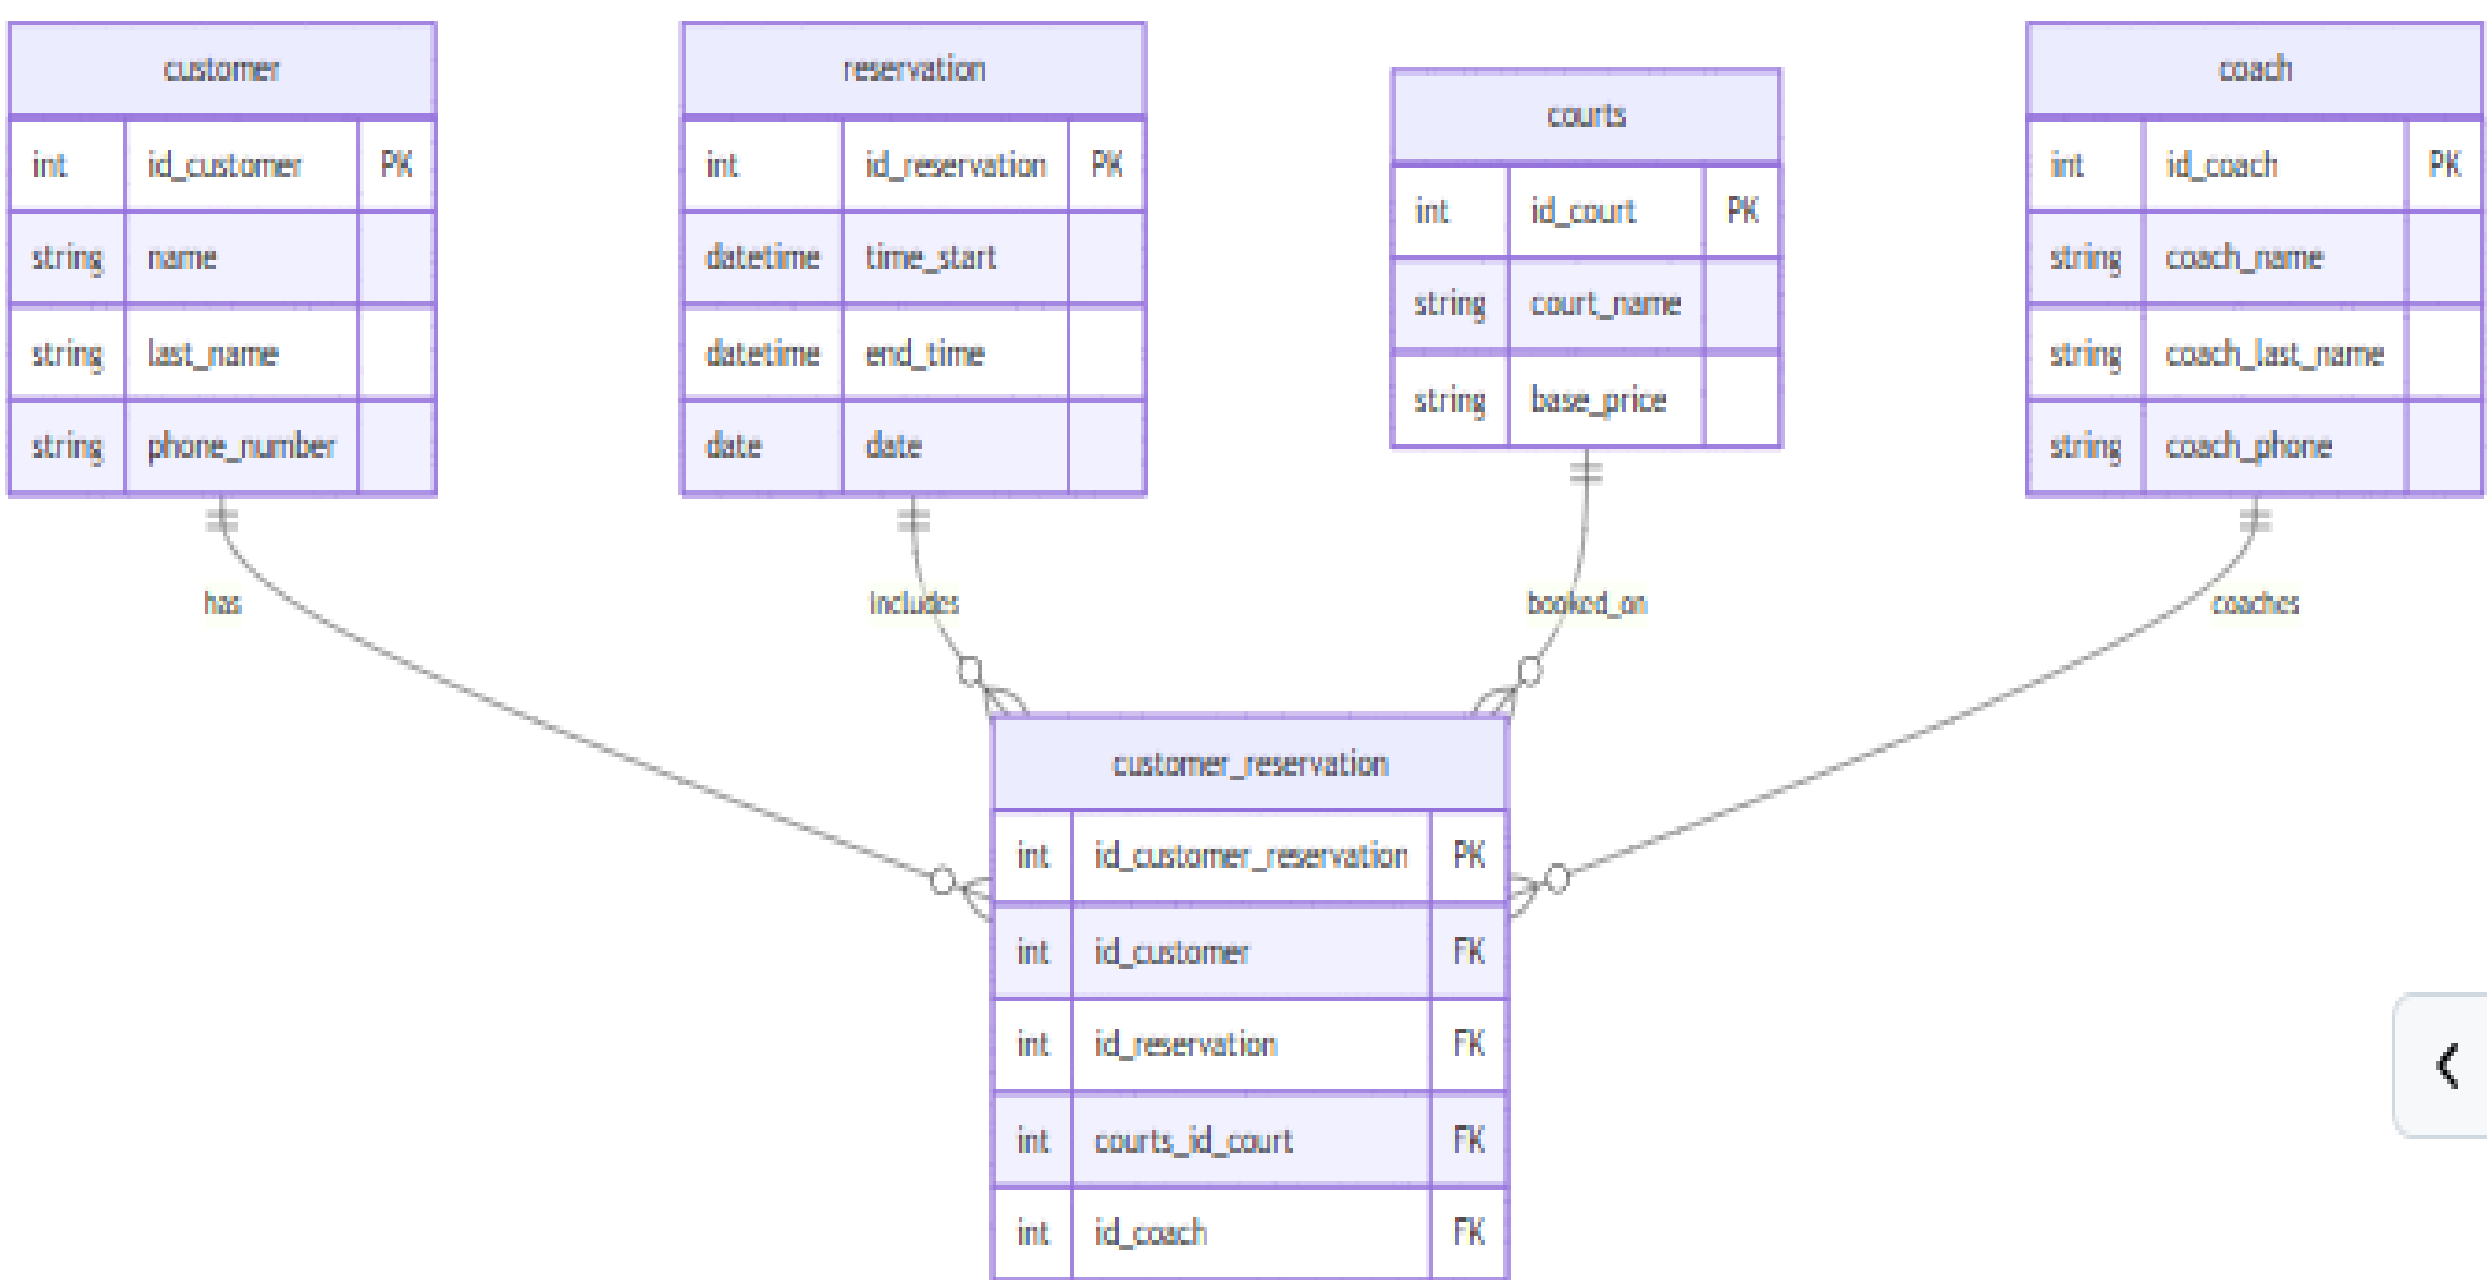 customer
int id_customer PK
string name
string last_name
string phone_number
reservation
int id_reservation PK
datetime time_start
datetime end_time
date date
courts
int id_court PK
string court_name
string base_price
coach
int id_coach PK
string coach_name
string coach_last_name
string coach_phone
has
includes
booked_on
coaches
customer_reservation
int id_customer_reservation PK
int id_customer FK
int id_reservation FK
int courts_id_court FK
int id_coach FK